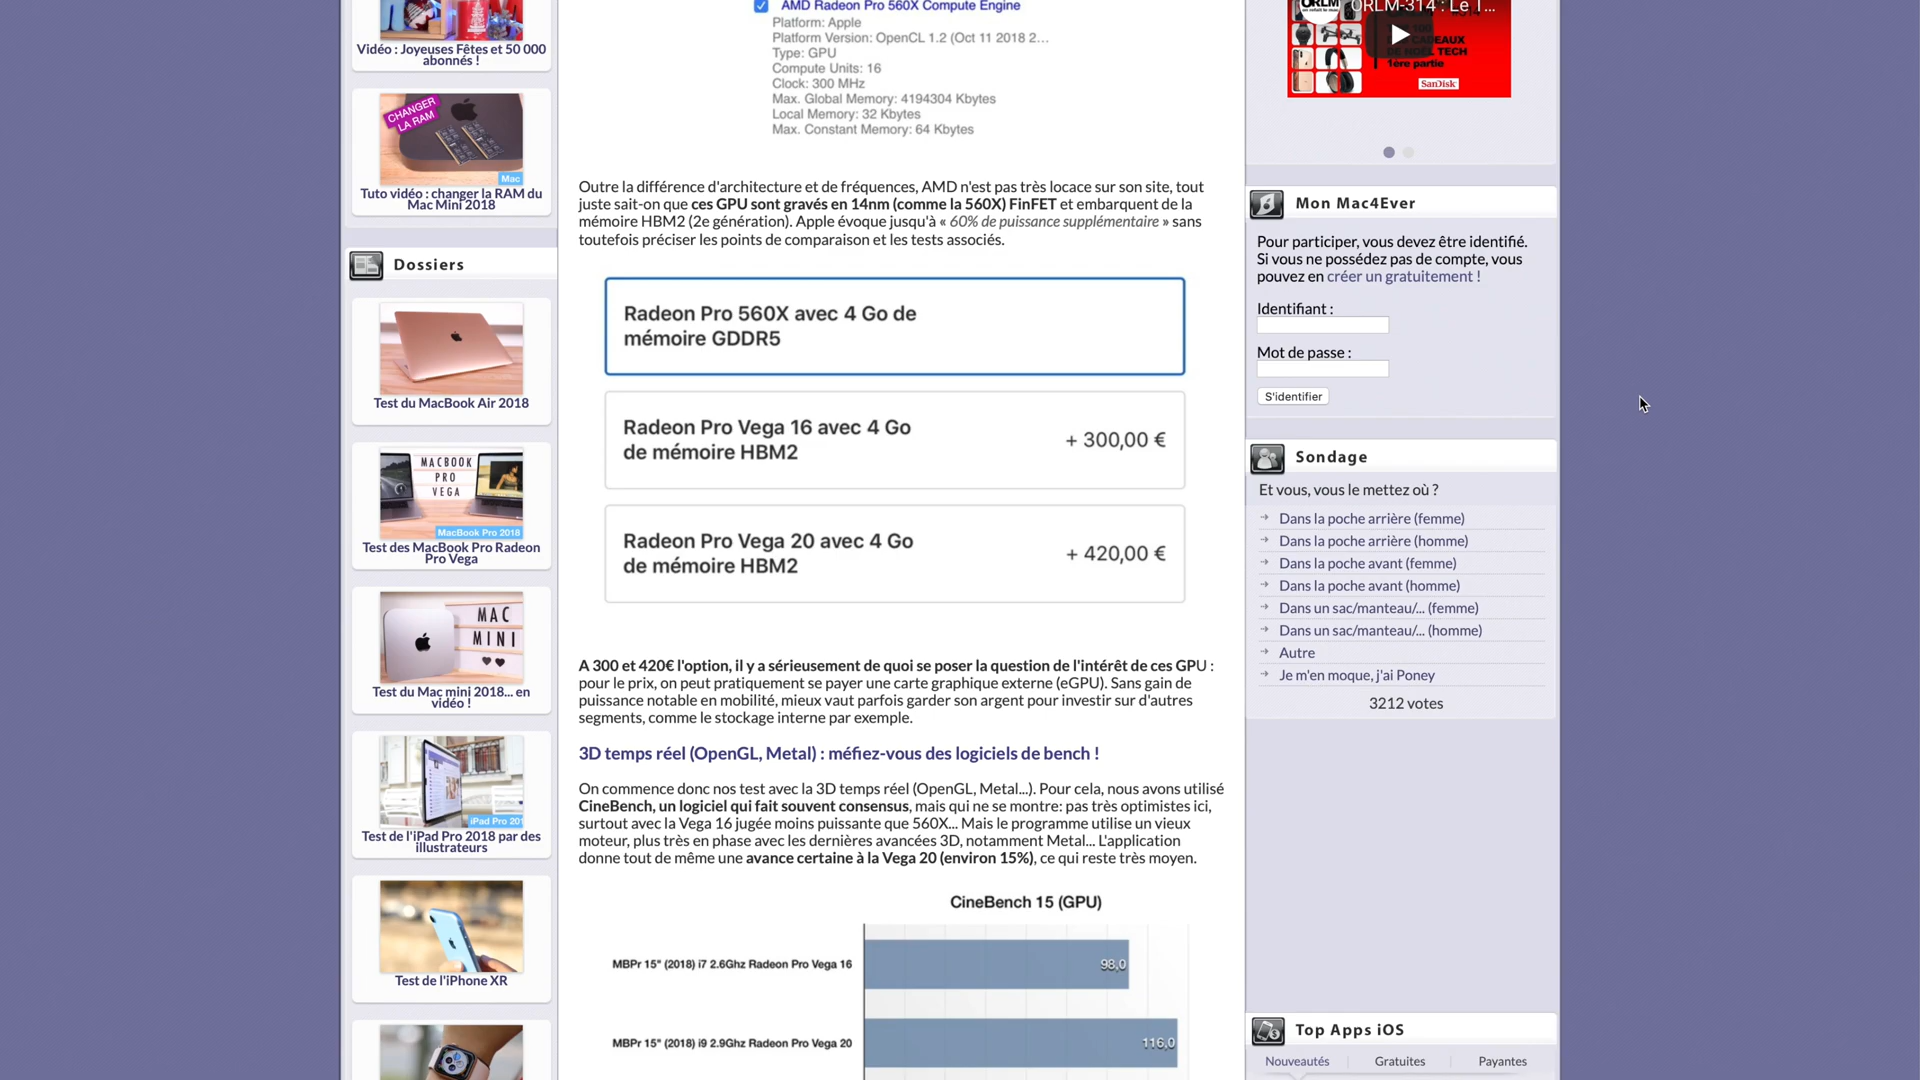 Vidéo : Joyeuses Fêtes et 50 000
abonnés !
CHANGER
LA RAM
Mac
Tuto vidéo : changer la RAM du
Mac Mini 2018
Dossiers
Test du MacBook Air 2018
MACBOOK
PRO
VEGA
MacBook Pro 2018
Test des MacBook Pro Radeon
Pro Vega
MAC
MINI
Test du Mac mini 2018... en
vidéo !
iPad Pro 201
Test de l'iPad Pro 2018 par des
illustrateurs
Test de l'iPhone XR
AMD Radeon Pro 560X Compute Engine
Platform: Apple
Platform Version: OpenCL 1.2 (Oct 11 2018 2...
Type: GPU
Compute Units: 16
Clock: 300 MHz
Max. Global Memory: 4194304 Kbytes
Local Memory: 32 Kbytes
Max. Constant Memory: 64 Kbytes
Outre la différence d'architecture et de fréquences, AMD n'est pas très locace sur son site, tout
juste sait-on que ces GPU sont gravés en 14nm (comme la 560X) FinFET et embarquent de la
mémoire HBM2 (2e génération). Apple évoque jusqu'à « 60% de puissance supplémentaire » sans
toutefois préciser les points de comparaison et les tests associés.
Radeon Pro 560X avec 4 Go de
mémoire GDDR5
Radeon Pro Vega 16 avec 4 Go
de mémoire HBM2
+ 300,00 €
Radeon Pro Vega 20 avec 4 Go
de mémoire HBM2
+ 420,00 €
A 300 et 420€ l'option, il y a sérieusement de quoi se poser la question de l'intérêt de ces GPU :
pour le prix, on peut pratiquement se payer une carte graphique externe (eGPU). Sans gain de
puissance notable en mobilité, mieux vaut parfois garder son argent pour investir sur d'autres
segments, comme le stockage interne par exemple.
3D temps réel (OpenGL, Metal) : méfiez-vous des logiciels de bench !
On commence donc nos test avec la 3D temps réel (OpenGL, Metal...). Pour cela, nous avons utilisé
CineBench, un logiciel qui fait souvent consensus, mais qui ne se montre: pas très optimistes ici,
surtout avec la Vega 16 jugée moins puissante que 560X... Mais le programme utilise un vieux
moteur, plus très en phase avec les dernières avancées 3D, notamment Metal... L'application
donne tout de même une avance certaine à la Vega 20 (environ 15%), ce qui reste très moyen.
CineBench 15 (GPU)
MBPr 15" (2018) i7 2.6Ghz Radeon Pro Vega 16
98,0
MBPr 15" (2018) i9 2.9Ghz Radeon Pro Vega 20
116,0
ORLM-314 : Le T...
CADEAUX
DE NOËL TECH
1ère partie
SanDisk
Mon Mac4Ever
Pour participer, vous devez être identifié.
Si vous ne possédez pas de compte, vous
pouvez en créer un gratuitement !
Identifiant :
Mot de passe :
S'identifier
Sondage
Et vous, vous le mettez où ?
Dans la poche arrière (femme)
Dans la poche arrière (homme)
Dans la poche avant (femme)
Dans la poche avant (homme)
Dans un sac/manteau/... (femme)
Dans un sac/manteau/... (homme)
Autre
Je m'en moque, j'ai Poney
3212 votes
Top Apps iOS
Nouveautés
Gratuites
Payantes